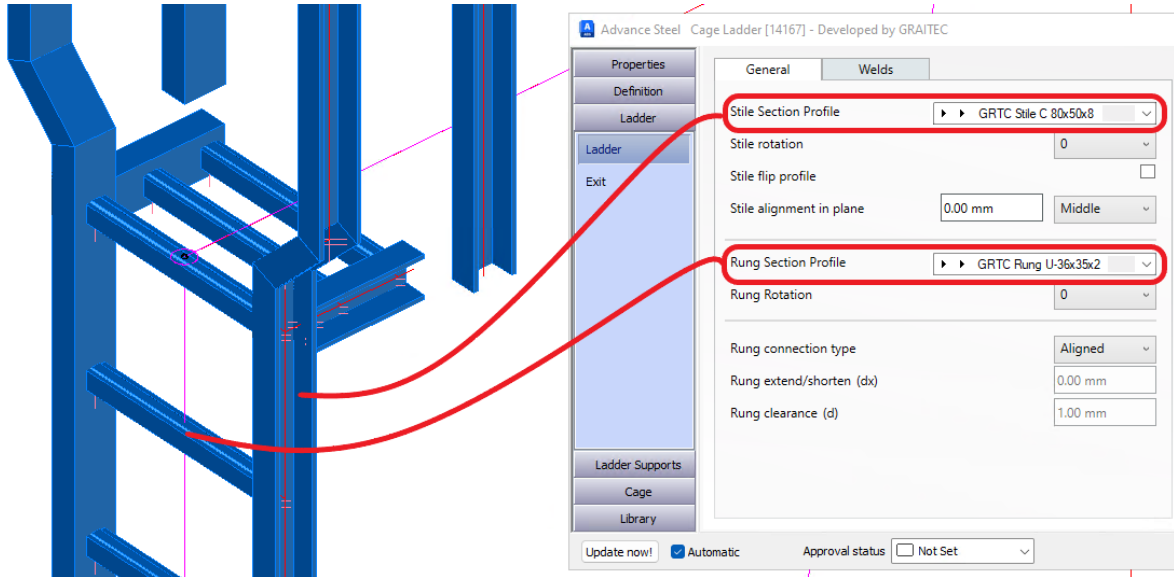 Advance Steel Cage Ladder [14167] - Developed by GRAITEC
Properties
Definition
Ladder
Ladder
Exit
Ladder Supports
Cage
Library
General Welds
Stile Section Profile GRTC Stile C 80x50x8
Stile rotation 0
Stile flip profile
Stile alignment in plane 0.00 mm Middle
Rung Section Profile GRTC Rung U-36x35x2
Rung Rotation 0
Rung connection type Aligned
Rung extend/shorten (dx) 0.00 mm
Rung clearance (d) 1.00 mm
Update now! Automatic Approval status Not Set